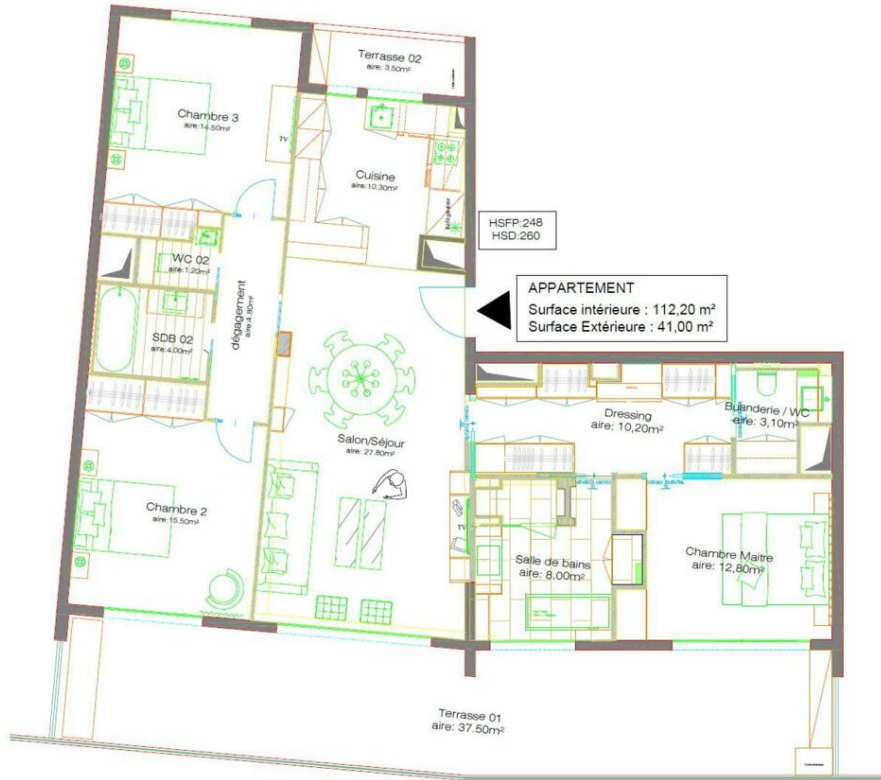 Terrasse 02
aire: 3.50m²
Chambre 3
aire:14.50m²
TV
Cuisine
aire:10.30m²
Réfrigérateur
HSFP:248
HSD:260
WC 02
aire:1.20m²
dégagement
aire:4.80m²
APPARTEMENT
Surface intérieure : 112,20 m²
Surface Extérieure : 41,00 m²
SDB 02
aire:4.00m²
Salon/Séjour
aire: 27.80m²
Dressing
aire: 10,20m²
Buanderie / WC
aire: 3,10m²
Chambre 2
aire:15.50m²
TV
Salle de bains
aire: 8.00m²
Chambre Maitre
aire: 12,80m²
Terrasse 01
aire: 37.50m²